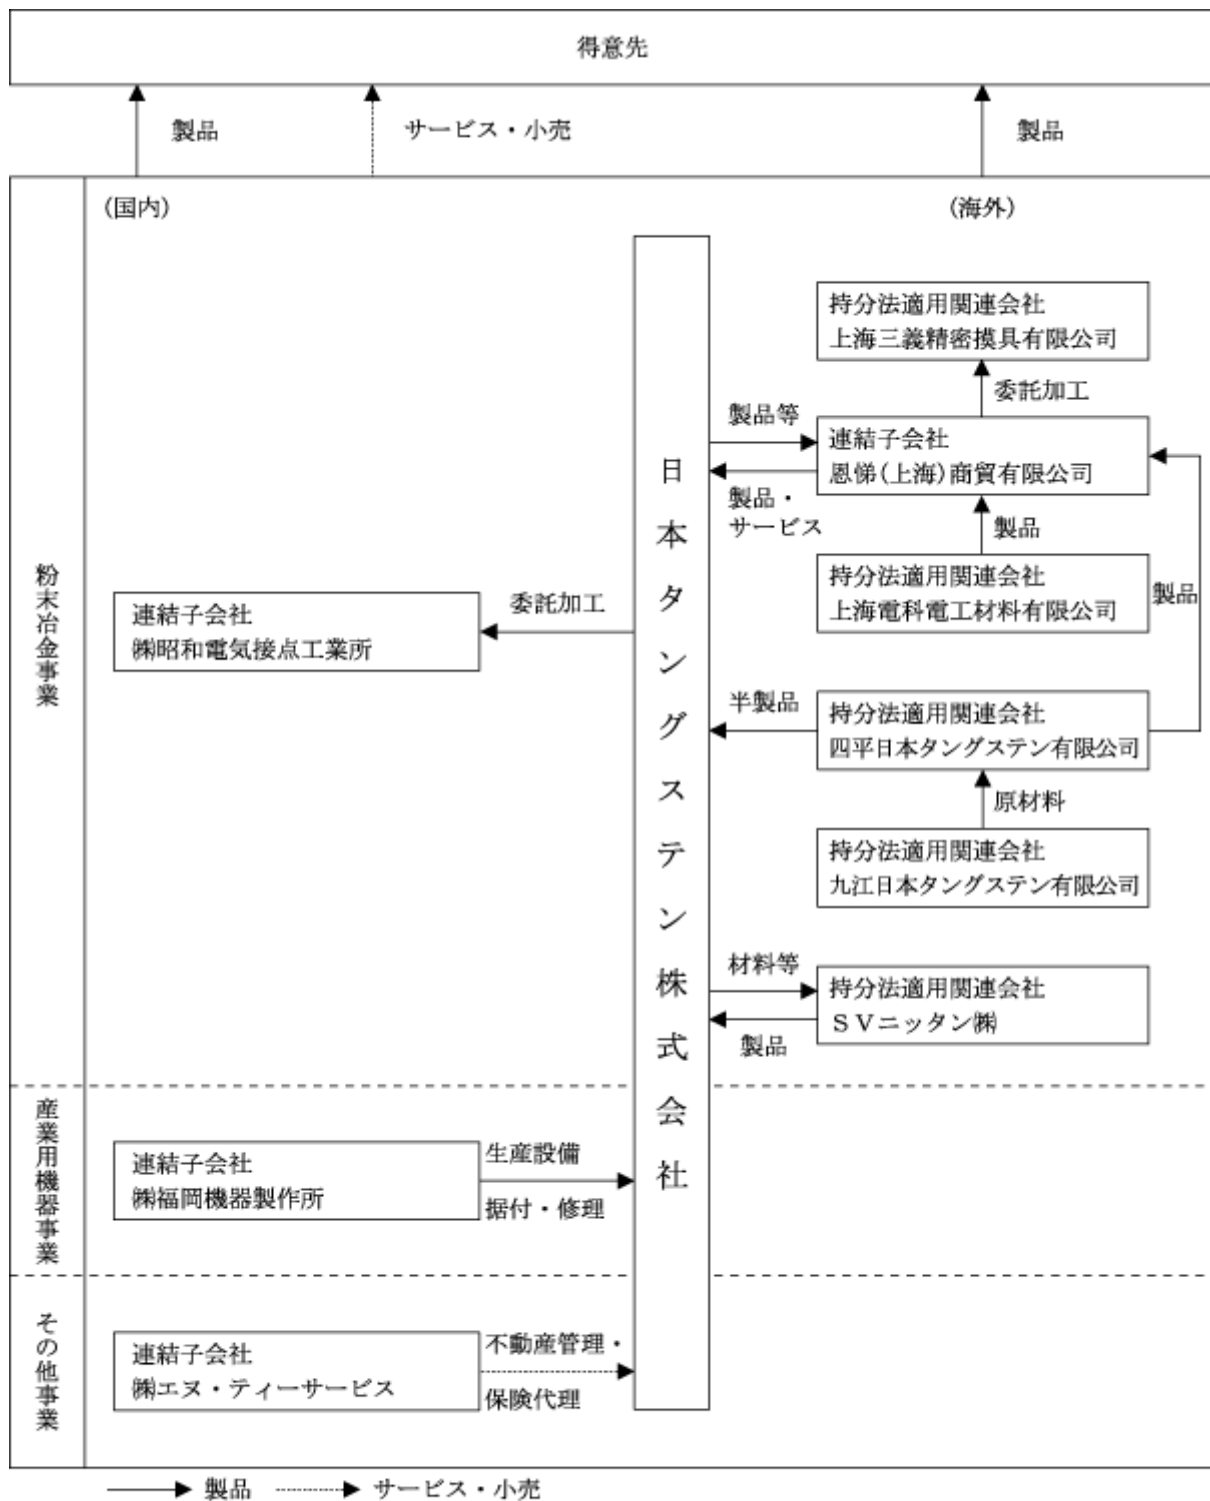 得意先
製品
サービス・小売
製品
(国内)
(海外)
粉末冶金事業
日本タングステン株式会社
持分法適用関連会社
上海三義精密摸具有限公司
委託加工
製品等
連結子会社
恩悌(上海)商貿有限公司
製品・
サービス
製品
持分法適用関連会社
上海電科電工材料有限公司
製品
連結子会社
㈱昭和電気接点工業所
委託加工
半製品
持分法適用関連会社
四平日本タングステン有限公司
原材料
持分法適用関連会社
九江日本タングステン有限公司
材料等
持分法適用関連会社
ＳＶニッタン㈱
製品
産業用機器事業
連結子会社
㈱福岡機器製作所
生産設備
据付・修理
その他事業
連結子会社
㈱エヌ・ティーサービス
不動産管理・
保険代理
製品
サービス・小売